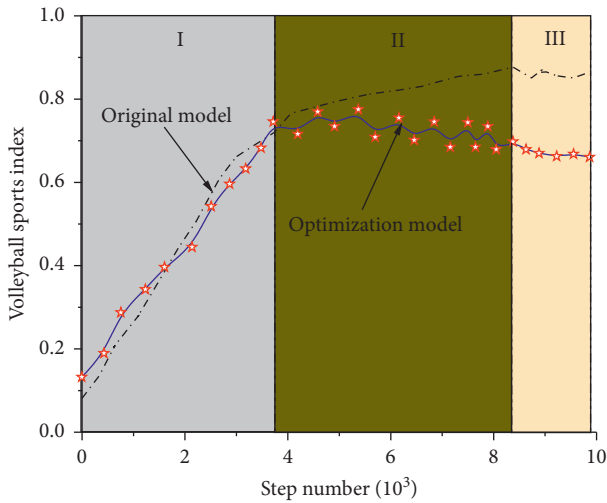 I
II
III
Original model
Optimization model
Volleyball sports index
1.0
0.8
0.6
0.4
0.2
0.0
0
2
4
6
8
10
Step number (10³)